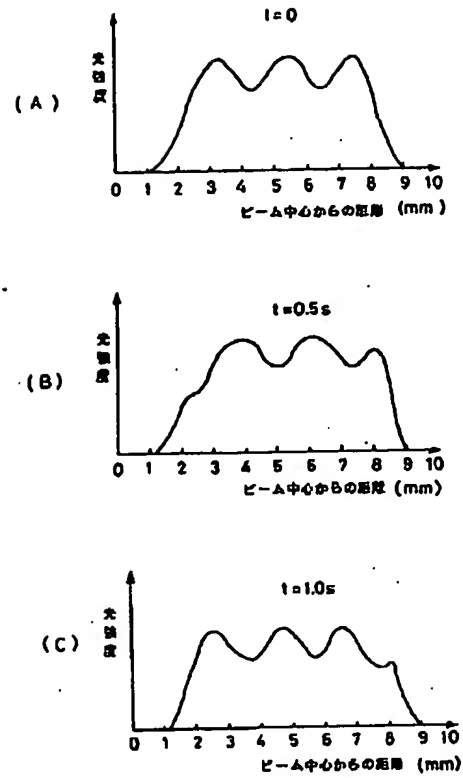 t=0
光強度
(A)
0 1 2 3 4 5 6 7 8 9 10
ビーム中心からの距離 (mm)
t=0.5s
光強度
(B)
0 1 2 3 4 5 6 7 8 9 10
ビーム中心からの距離 (mm)
t=1.0s
光強度
(C)
0 1 2 3 4 5 6 7 8 9 10
ビーム中心からの距離 (mm)